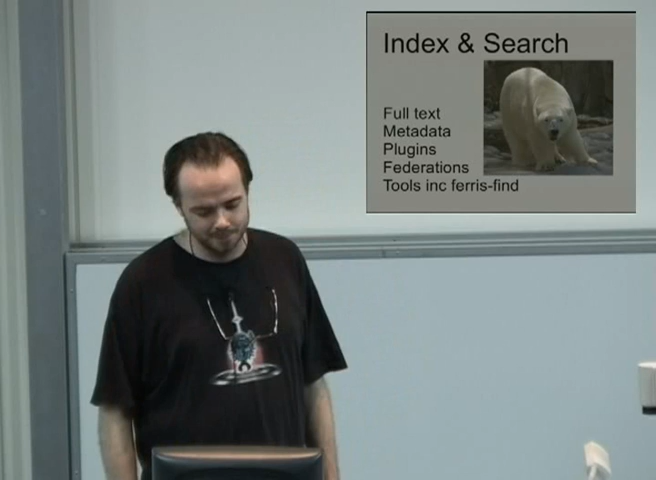 Index & Search
Full text
Metadata
Plugins
Federations
Tools inc ferris-find